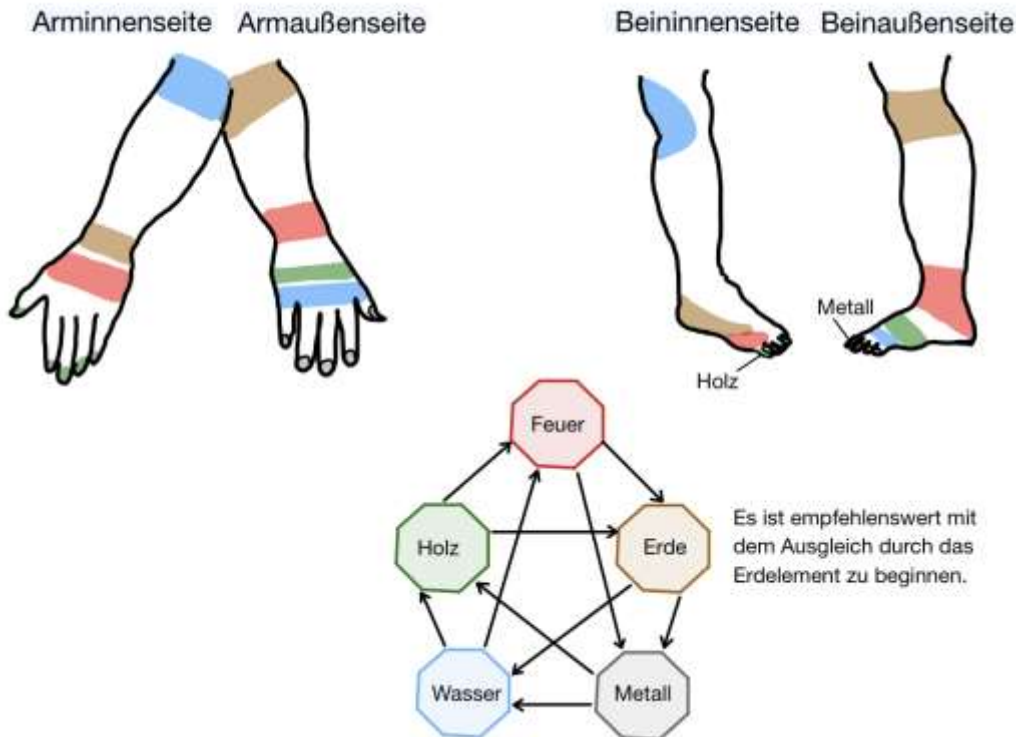 Arminnenseite
Armaußenseite
Beininnenseite
Beinaußenseite
Metall
Holz
Feuer
Holz
Erde
Es ist empfehlenswert mit
dem Ausgleich durch das
Erdelement zu beginnen.
Wasser
Metall